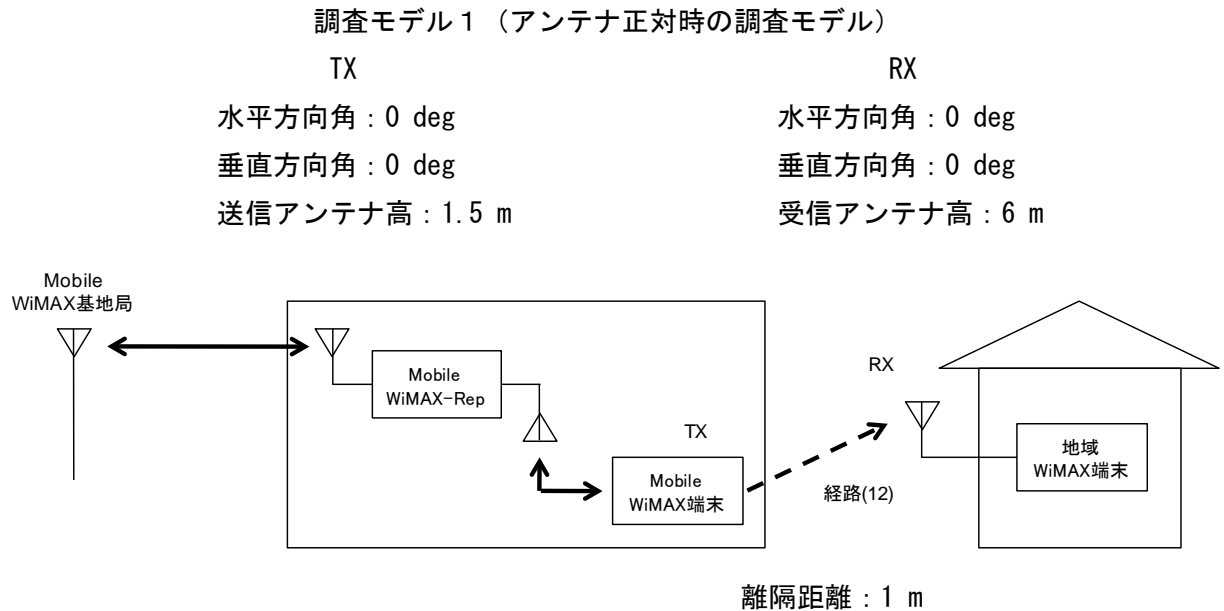 調査モデル1（アンテナ正対時の調査モデル）
TX
RX
水平方向角：0 deg
水平方向角：0 deg
垂直方向角：0 deg
垂直方向角：0 deg
送信アンテナ高：1.5 m
受信アンテナ高：6 m
Mobile
WiMAX基地局
Mobile
WiMAX-Rep
TX
Mobile
WiMAX端末
経路(12)
RX
地域
WiMAX端末
離隔距離：1 m